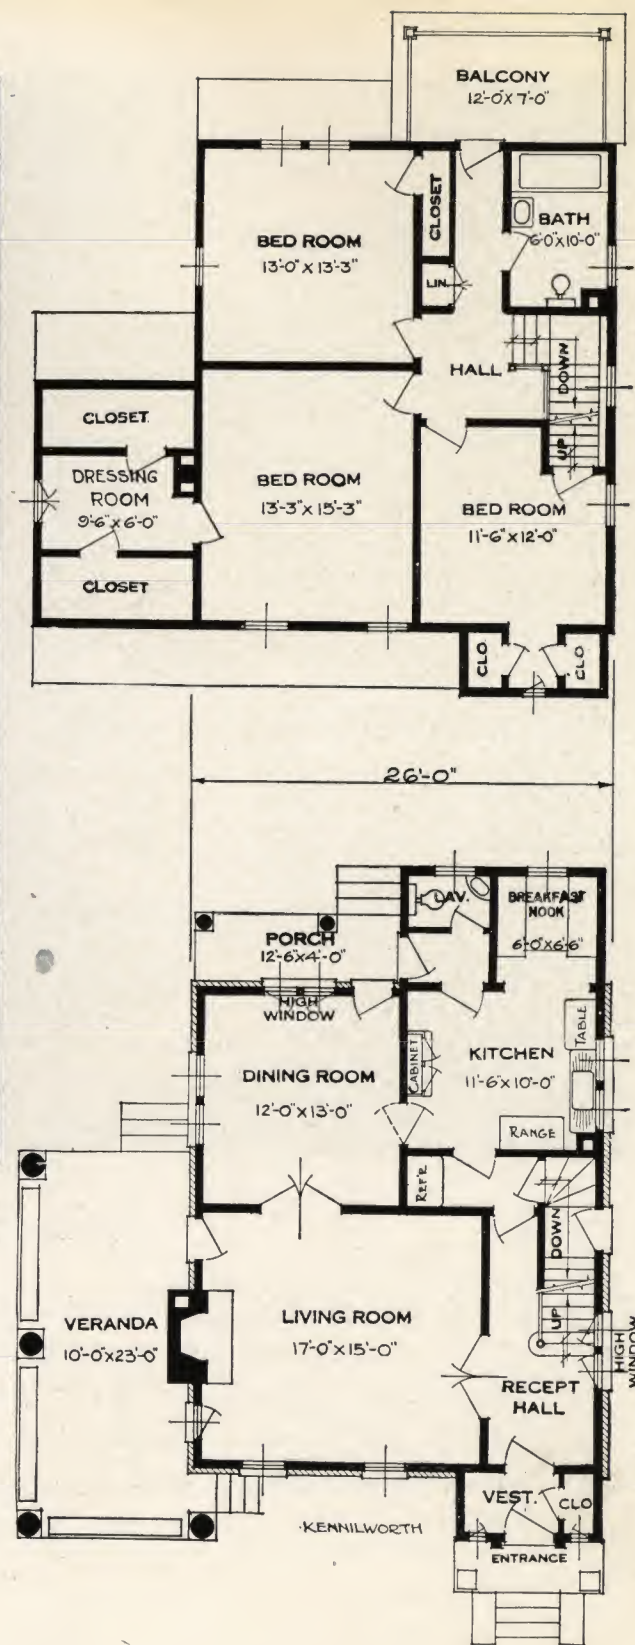 BALCONY
12'-0"X 7'-0"
CLOSET
BATH
6'-0"X10'-0"
BED ROOM
13'-0" X 13'-3"
LIN.
HALL
DOWN
UP
CLOSET
DRESSING
ROOM
9'-6"X 6'-0"
BED ROOM
13'-3" X 15'-3"
BED ROOM
11'-6" X 12'-0"
CLOSET
CLO
CLO
26'-0"
LAV.
BREAKFAST
NOOK
6'-0"X6'-6"
PORCH
12'-6"X4'-0"
HIGH
WINDOW
TABLE
CABINET
KITCHEN
11'-6"X 10'-0"
DINING ROOM
12'-0"X 13'-0"
RANGE
REF'R
DOWN
UP
VERANDA
10'-0"X23'-0"
LIVING ROOM
17'-0"X 15'-0"
HIGH
WINDOW
RECEPT
HALL
VEST.
CLO
KENNILWORTH
ENTRANCE